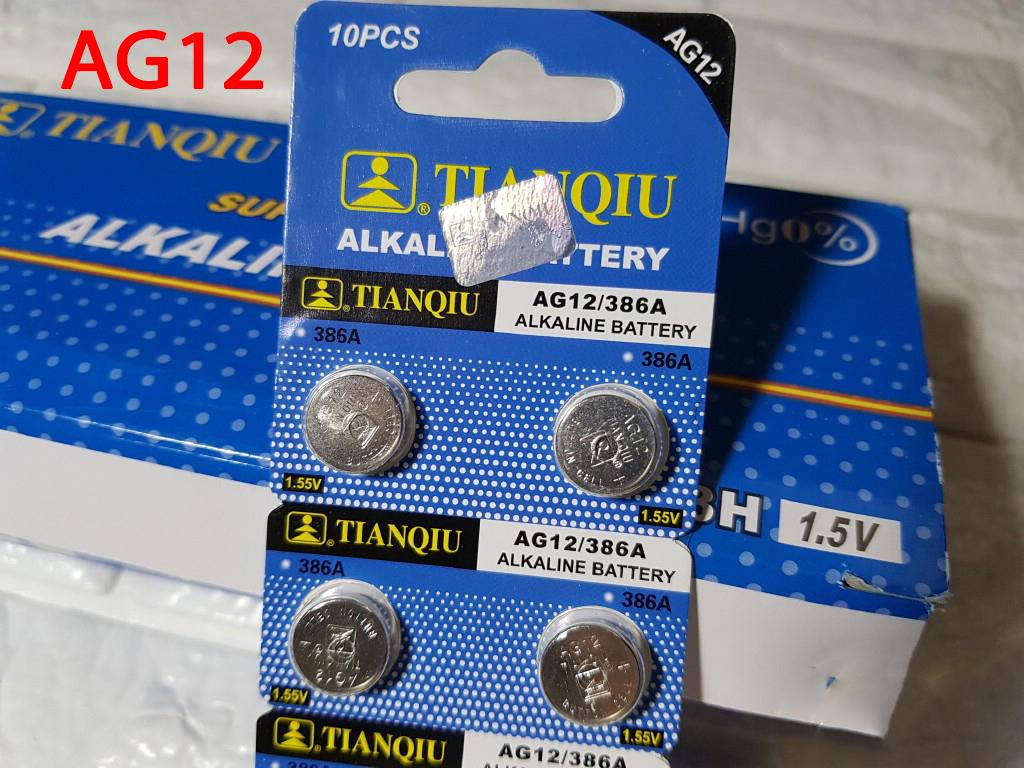 AG12
10PCS
AG12
TIANQIU
TIANQIU
ALKALINE BATTERY
Hg0%
TIANQIU
AG12/386A
ALKALINE BATTERY
386A
386A
1.55V
1.55V
1.5V
TIANQIU
AG12/386A
ALKALINE BATTERY
386A
386A
1.55V
1.55V
TIANQIU
AG12/386A